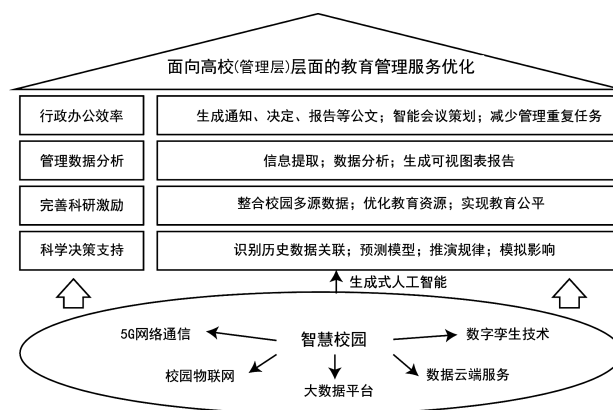 面向高校(管理层)层面的教育管理服务优化
行政办公效率
生成通知、决定、报告等公文；智能会议策划；减少管理重复任务
管理数据分析
信息提取；数据分析；生成可视图表报告
完善科研激励
整合校园多源数据；优化教育资源；实现教育公平
科学决策支持
识别历史数据关联；预测模型；推演规律；模拟影响
生成式人工智能
5G网络通信
智慧校园
数字孪生技术
校园物联网
大数据平台
数据云端服务